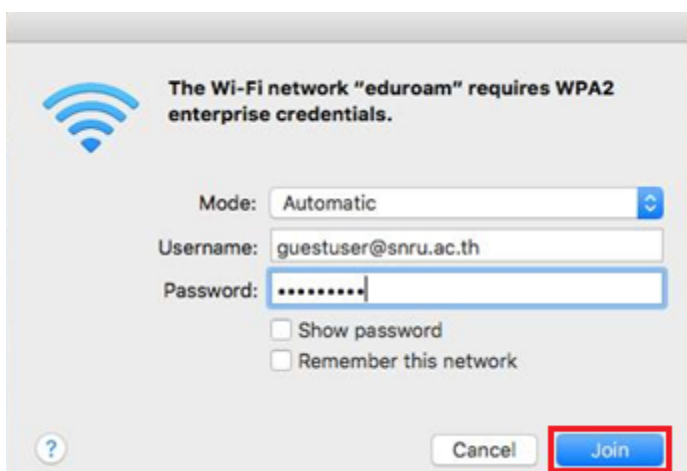 The Wi-Fi network “eduroam” requires WPA2
enterprise credentials.
Mode: Automatic
Username: guestuser@snru.ac.th
Password: •••••••••
Show password
Remember this network
? Cancel Join